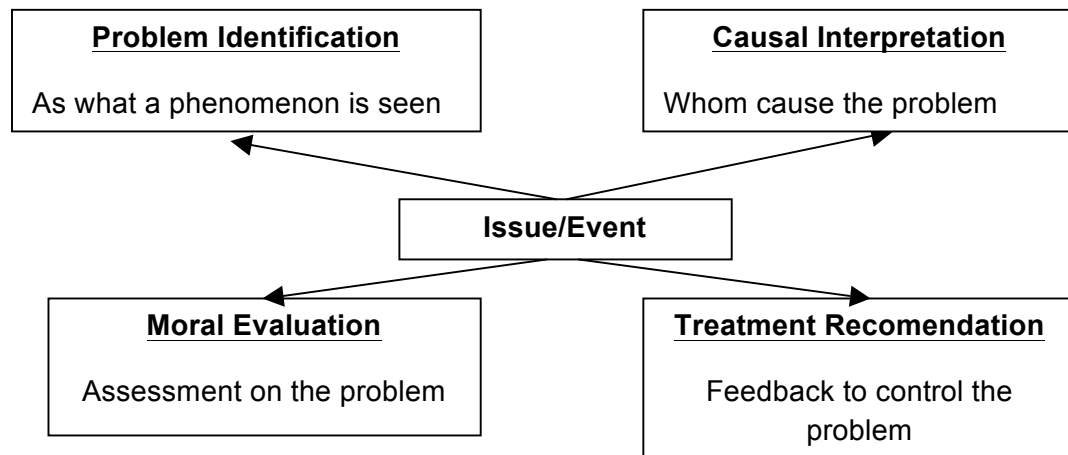 Problem Identification
As what a phenomenon is seen
Causal Interpretation
Whom cause the problem
Issue/Event
Moral Evaluation
Assessment on the problem
Treatment Recomendation
Feedback to control the
problem